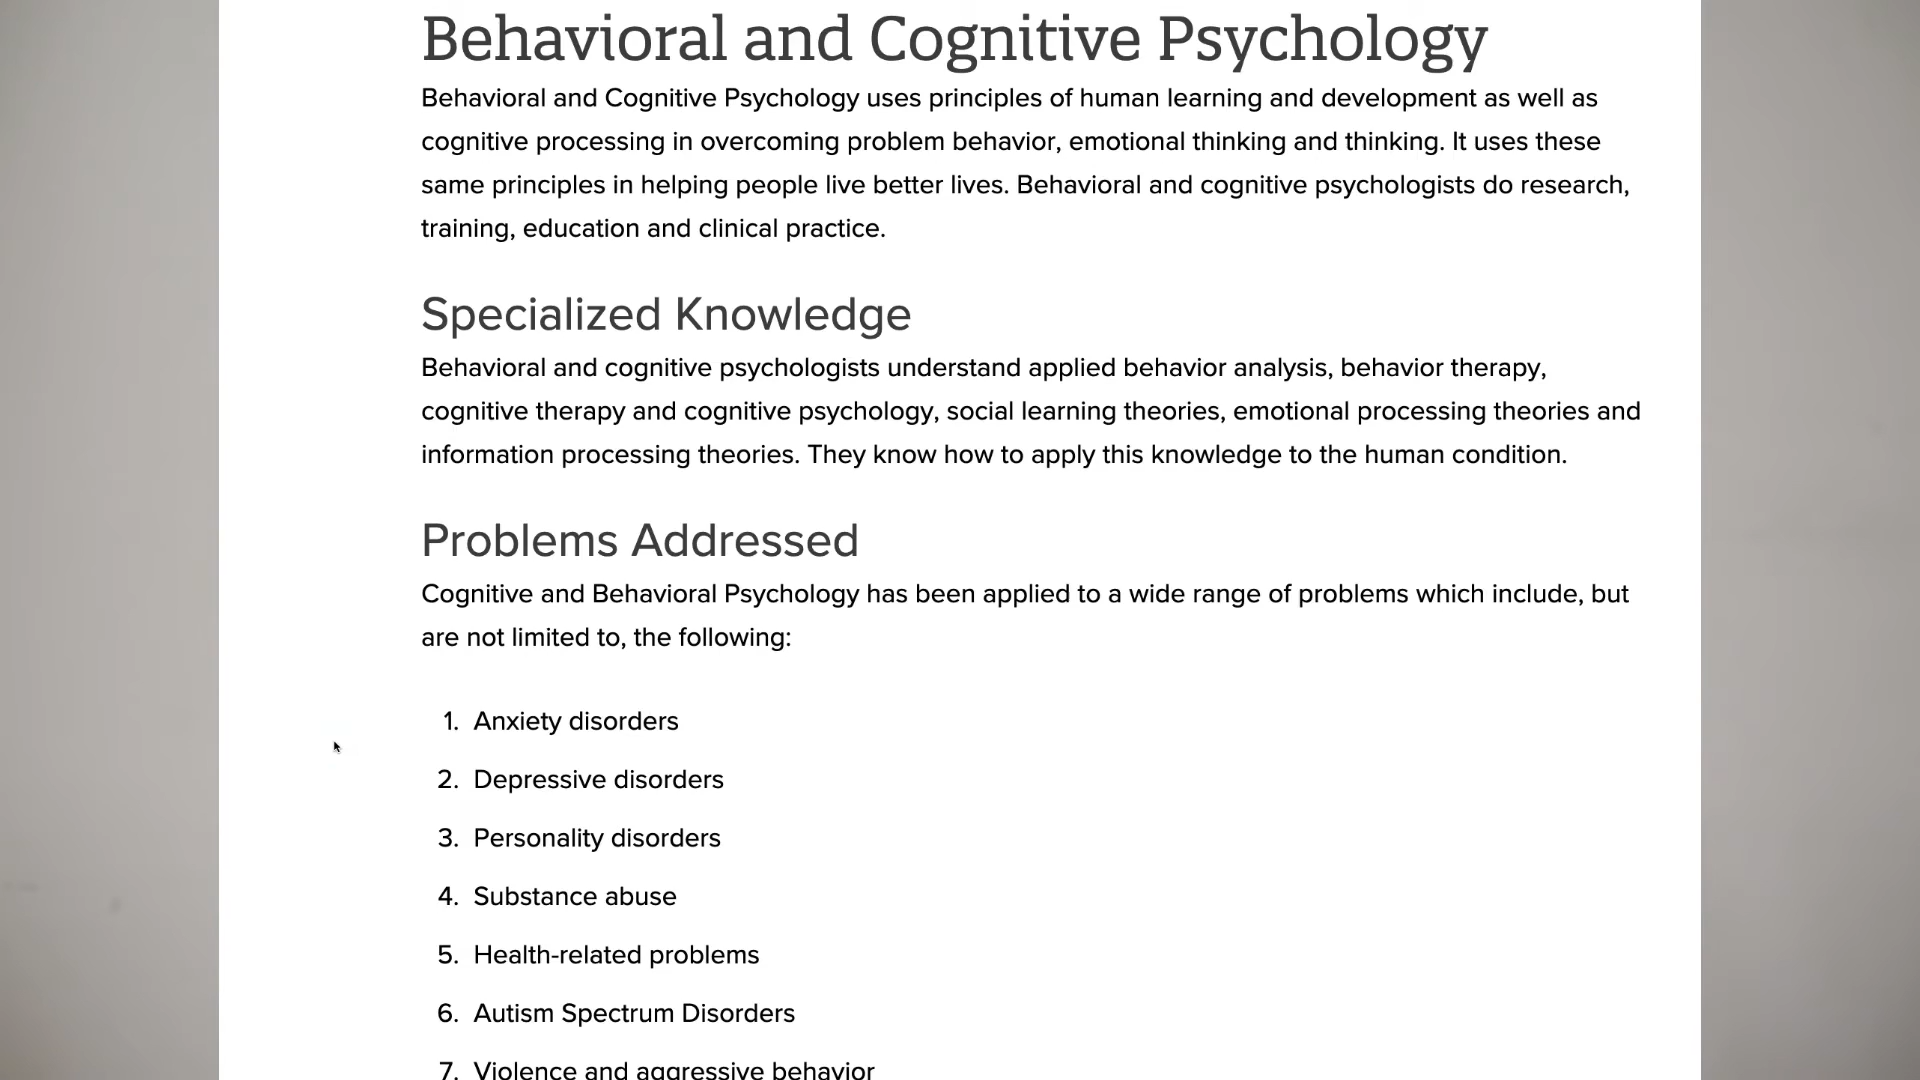 Behavioral and Cognitive Psychology
Behavioral and Cognitive Psychology uses principles of human learning and development as well as
cognitive processing in overcoming problem behavior, emotional thinking and thinking. It uses these
same principles in helping people live better lives. Behavioral and cognitive psychologists do research,
training, education and clinical practice.
Specialized Knowledge
Behavioral and cognitive psychologists understand applied behavior analysis, behavior therapy,
cognitive therapy and cognitive psychology, social learning theories, emotional processing theories and
information processing theories. They know how to apply this knowledge to the human condition.
Problems Addressed
Cognitive and Behavioral Psychology has been applied to a wide range of problems which include, but
are not limited to, the following:
1. Anxiety disorders
2. Depressive disorders
3. Personality disorders
4. Substance abuse
5. Health-related problems
6. Autism Spectrum Disorders
7. Violence and aggressive behavior